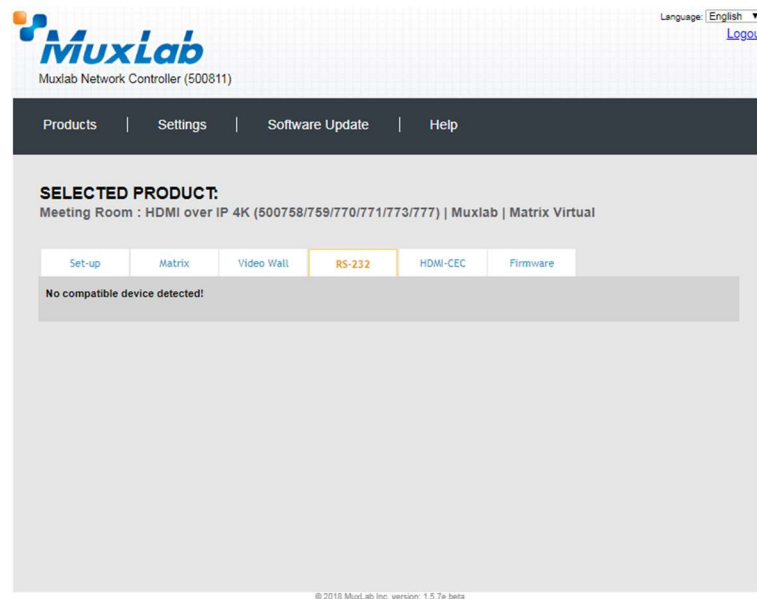 Language: English
Logou
MuxLab
Muxlab Network Controller (500811)
Products | Settings | Software Update | Help
SELECTED PRODUCT:
Meeting Room : HDMI over IP 4K (500758/759/770/771/773/777) | Muxlab | Matrix Virtual
Set-up Matrix Video Wall RS-232 HDMI-CEC Firmware
No compatible device detected!
© 2018 MuxLab Inc. version: 1.5.7e beta